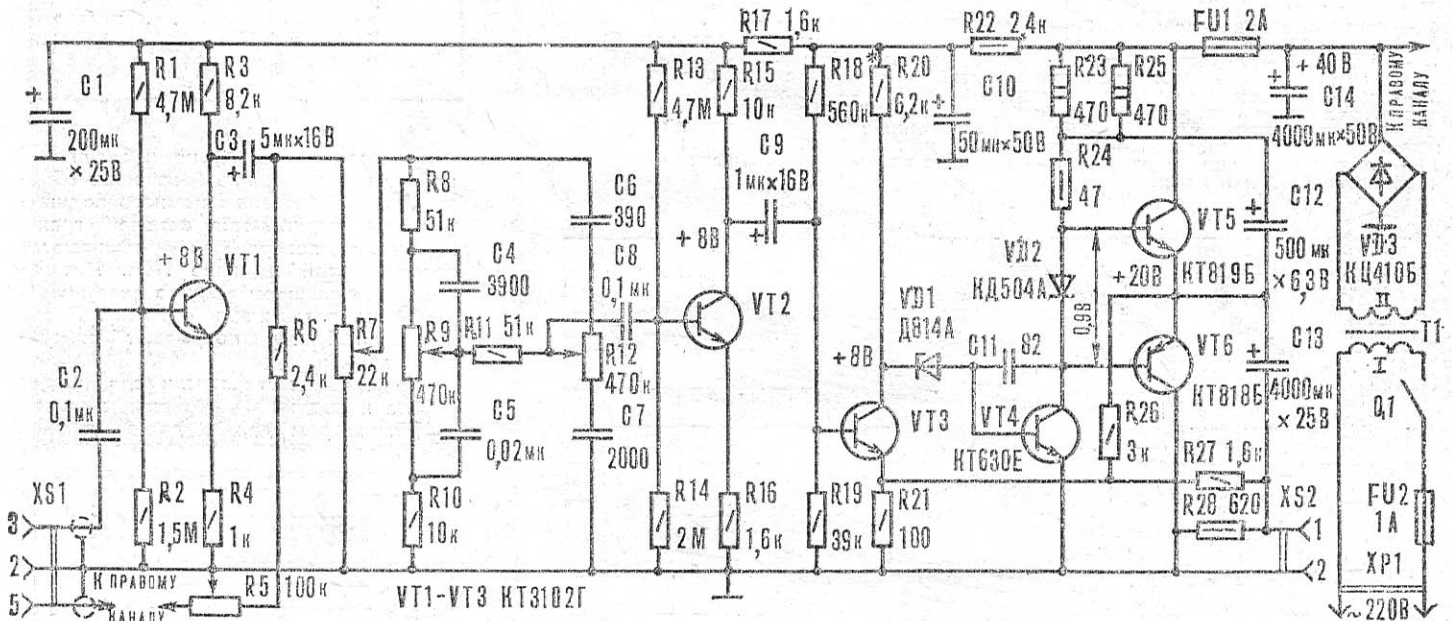 R17 1,6к
R22 2,4к
FU1 2А
C1
200мк
×25В
R1
4,7М
R3
8,2к
C3
5мк×16В
R13
4,7М
R15
10к
R18
560к
*
R20
6,2к
C10
50мк×50В
R23
470
R25
470
+40В
C14
4000мк×50В
К ПРАВОМУ
КАНАЛУ
R8
51к
C6
390
C9
1мк×16В
R24
47
C12
500мк
×6,3В
VD3
КЦ410Б
II
+8В
VT1
C4
3900
C8
0,1мк
+8В
VT2
VD2
КД504А
VT5
КТ819Б
+20В
0,9В
T1
I
R6
2,4к
R7
22к
R9
470к
R11 51к
R12
470к
VD1
Д814А
+8В
C11
82
VT6
КТ818Б
C13
4000мк
×25В
Q1
C2
0,1мк
C5
0,02мк
C7
2000
VT3
VT4
КТ630Е
R26
3к
R27 1,6к
R28 620
XS1
3
2
5
R2
1,5М
R4
1к
R10
10к
R14
2М
R16
1,6к
R19
39к
R21
100
XS2
1
2
FU2
1А
XP1
К ПРАВОМУ
КАНАЛУ
R5 100к
VT1-VT3 КТ3102Г
~220В